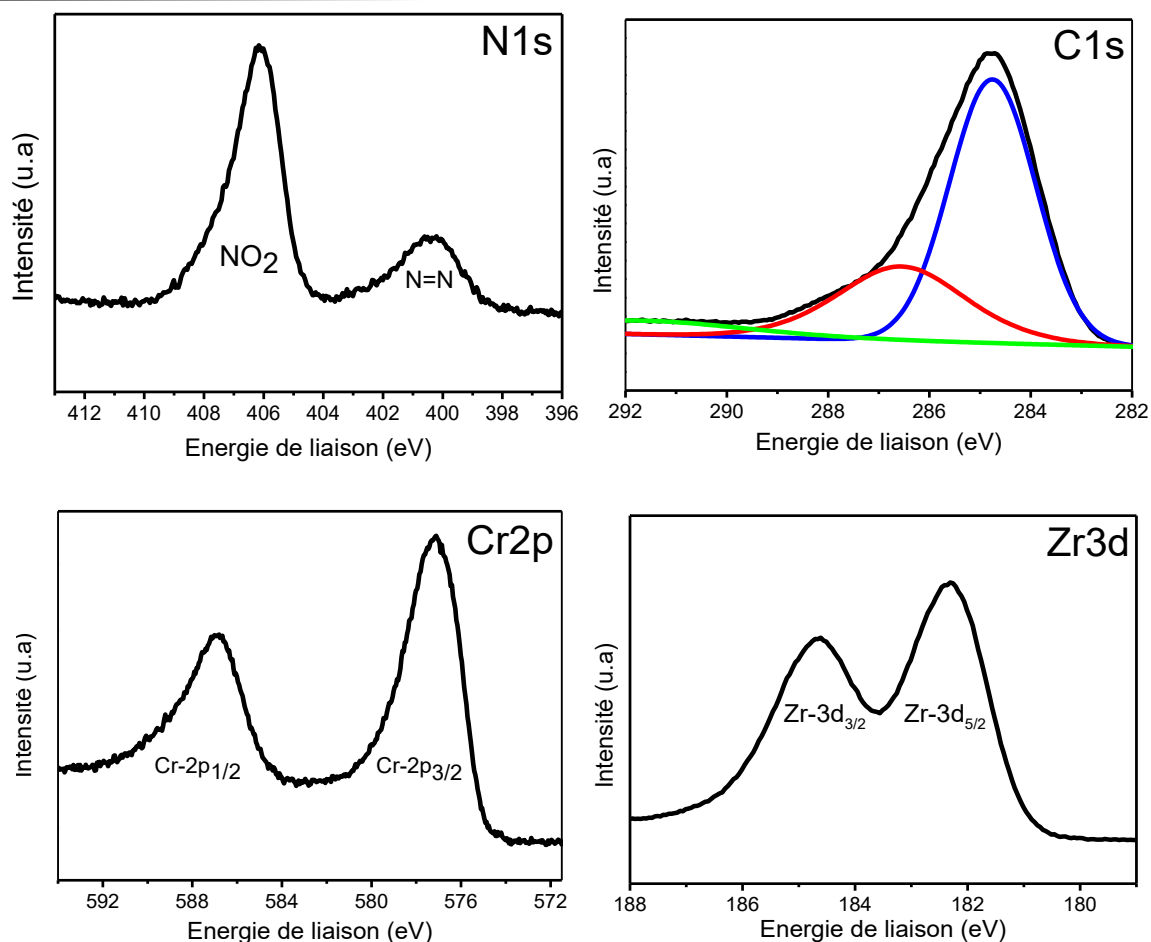 N1s
Intensité (u.a)
NO2
N=N
412 410 408 406 404 402 400 398 396
Energie de liaison (eV)
C1s
Intensité (u.a)
292 290 288 286 284 282
Energie de liaison (eV)
Cr2p
Intensité (u.a)
Cr-2p1/2
Cr-2p3/2
592 588 584 580 576 572
Energie de liaison (eV)
Zr3d
Intensité (u.a)
Zr-3d3/2
Zr-3d5/2
188 186 184 182 180
Energie de liaison (eV)